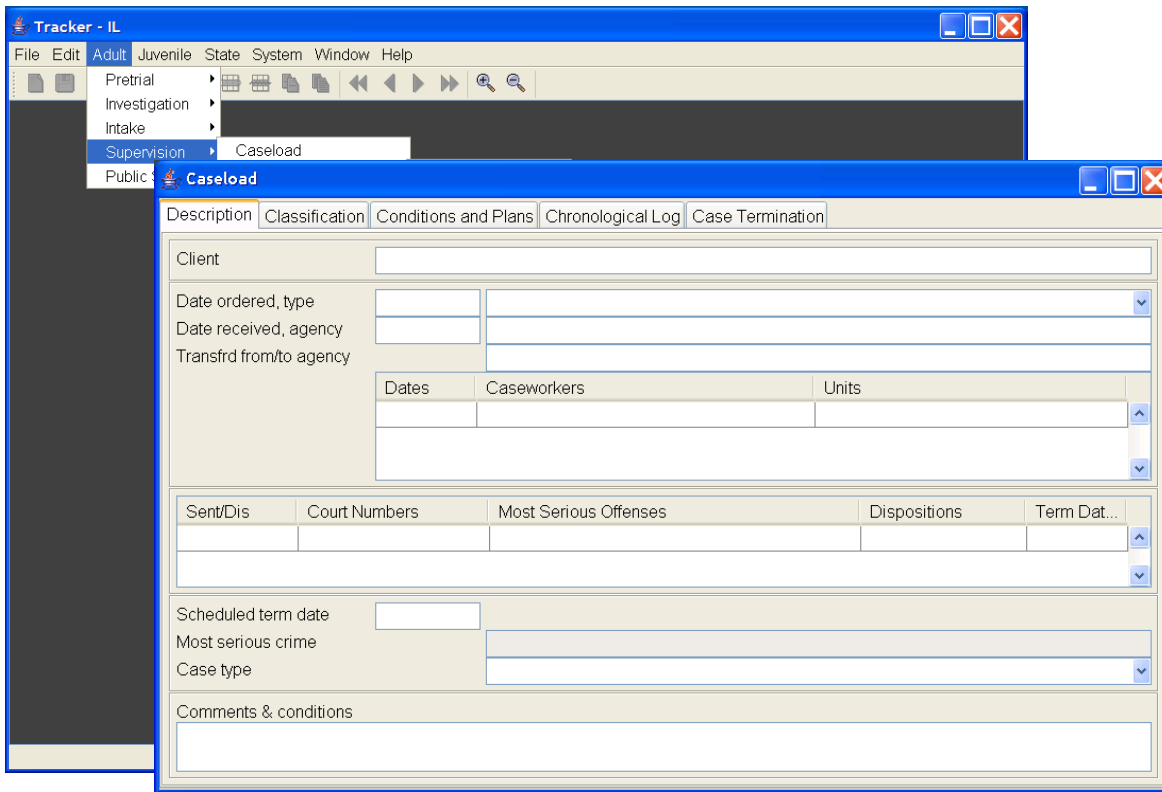 Tracker - IL
File Edit Adult Juvenile State System Window Help
Pretrial
Investigation
Intake
Supervision Caseload
Public
Caseload
Description Classification Conditions and Plans Chronological Log Case Termination
Client
Date ordered, type
Date received, agency
Transfrd from/to agency
Dates Caseworkers Units
Sent/Dis Court Numbers Most Serious Offenses Dispositions Term Dat...
Scheduled term date
Most serious crime
Case type
Comments & conditions